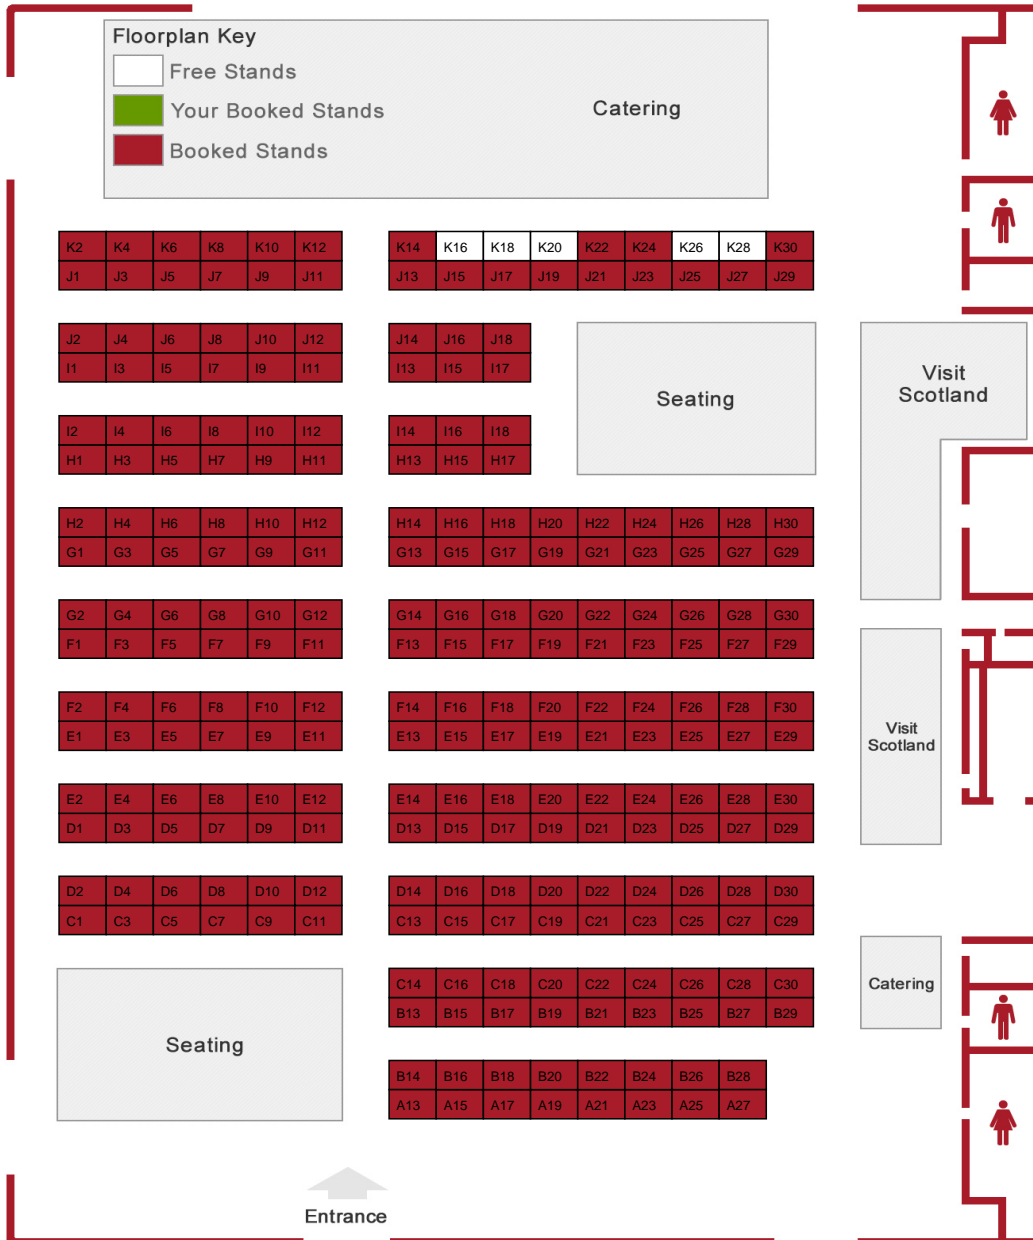 Floorplan Key
Free Stands
Your Booked Stands
Booked Stands
Catering
K2 K4 K6 K8 K10 K12 K14 K16 K18 K20 K22 K24 K26 K28 K30
J1 J3 J5 J7 J9 J11 J13 J15 J17 J19 J21 J23 J25 J27 J29
J2 J4 J6 J8 J10 J12 J14 J16 J18
I1 I3 I5 I7 I9 I11 I13 I15 I17
Seating
Visit
Scotland
I2 I4 I6 I8 I10 I12 I14 I16 I18
H1 H3 H5 H7 H9 H11 H13 H15 H17
H2 H4 H6 H8 H10 H12 H14 H16 H18 H20 H22 H24 H26 H28 H30
G1 G3 G5 G7 G9 G11 G13 G15 G17 G19 G21 G23 G25 G27 G29
G2 G4 G6 G8 G10 G12 G14 G16 G18 G20 G22 G24 G26 G28 G30
F1 F3 F5 F7 F9 F11 F13 F15 F17 F19 F21 F23 F25 F27 F29
F2 F4 F6 F8 F10 F12 F14 F16 F18 F20 F22 F24 F26 F28 F30
E1 E3 E5 E7 E9 E11 E13 E15 E17 E19 E21 E23 E25 E27 E29
Visit
Scotland
E2 E4 E6 E8 E10 E12 E14 E16 E18 E20 E22 E24 E26 E28 E30
D1 D3 D5 D7 D9 D11 D13 D15 D17 D19 D21 D23 D25 D27 D29
D2 D4 D6 D8 D10 D12 D14 D16 D18 D20 D22 D24 D26 D28 D30
C1 C3 C5 C7 C9 C11 C13 C15 C17 C19 C21 C23 C25 C27 C29
C14 C16 C18 C20 C22 C24 C26 C28 C30
Catering
B13 B15 B17 B19 B21 B23 B25 B27 B29
Seating
B14 B16 B18 B20 B22 B24 B26 B28
A13 A15 A17 A19 A21 A23 A25 A27
Entrance